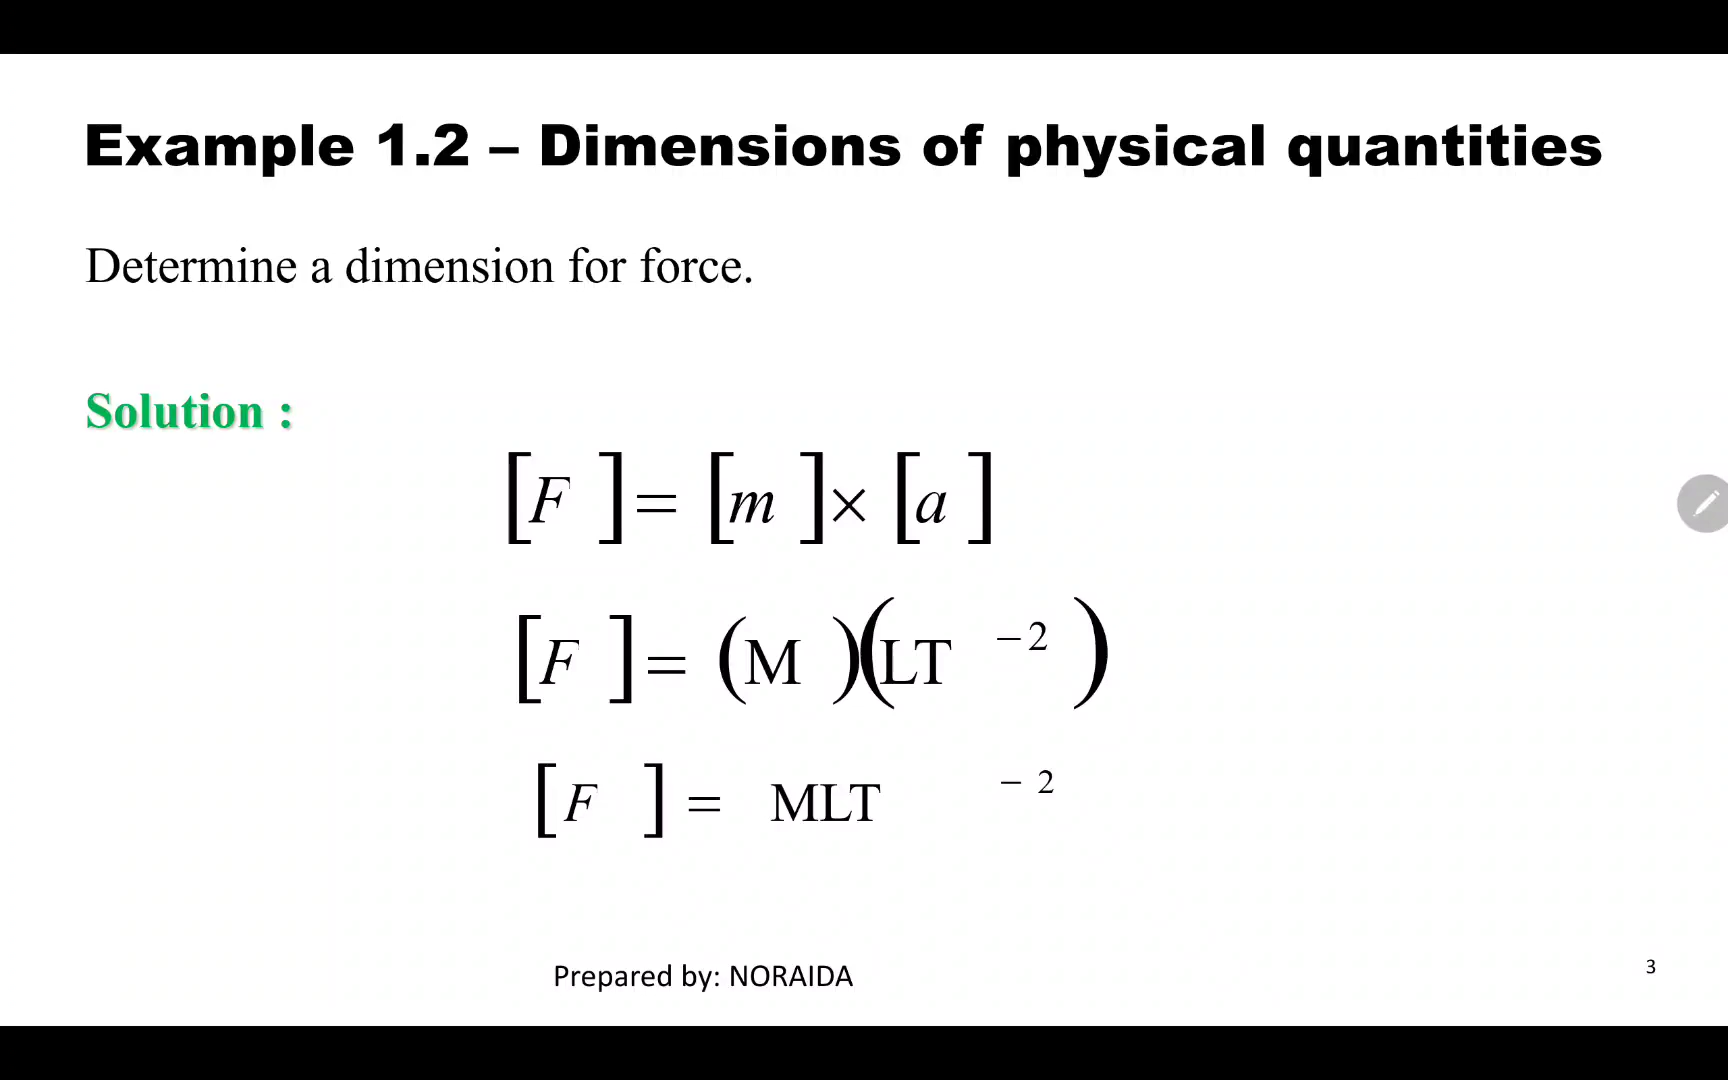 Example 1.2 – Dimensions of physical quantities
Determine a dimension for force.
Solution :
[F] = [m] × [a]
[F] = (M)(LT⁻²)
[F] = MLT⁻²
Prepared by: NORAIDA
3